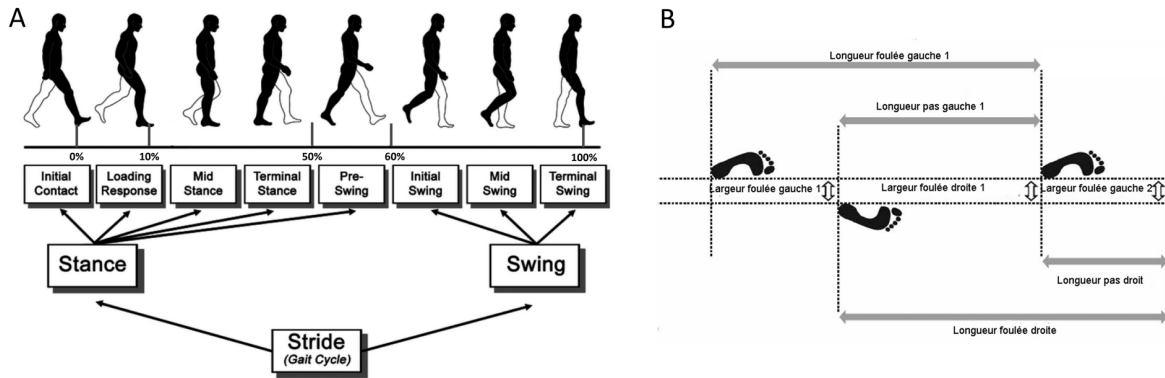 A
0%
10%
50%
60%
100%
Initial
Contact
Loading
Response
Mid
Stance
Terminal
Stance
Pre-
Swing
Initial
Swing
Mid
Swing
Terminal
Swing
Stance
Swing
Stride
(Gait Cycle)
B
Longueur foulée gauche 1
Longueur pas gauche 1
Largeur foulée gauche 1
Largeur foulée droite 1
Largeur foulée gauche 2
Longueur pas droit
Longueur foulée droite